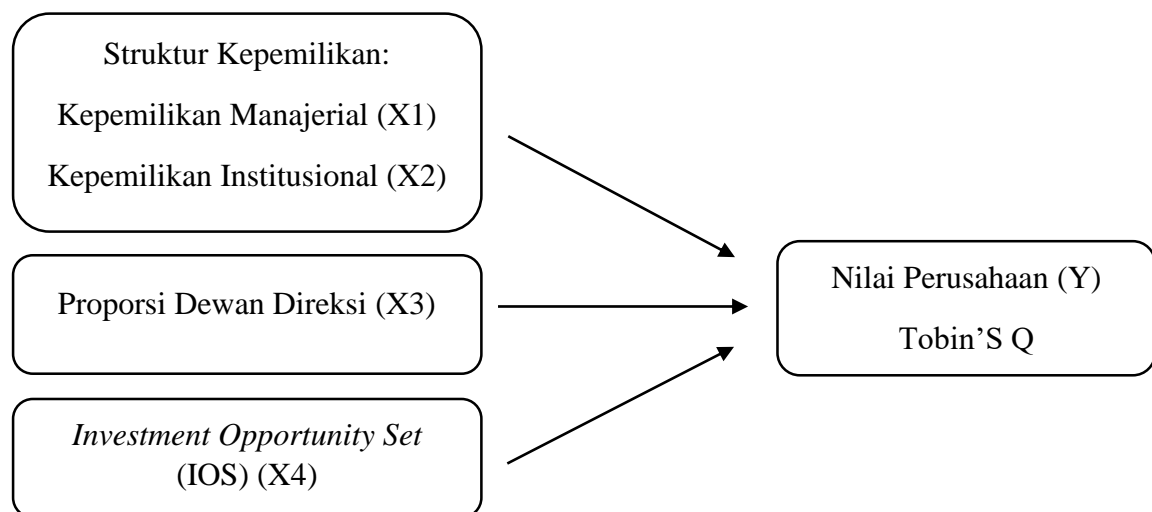 Struktur Kepemilikan:
Kepemilikan Manajerial (X1)
Kepemilikan Institusional (X2)
Proporsi Dewan Direksi (X3)
Investment Opportunity Set
(IOS) (X4)
Nilai Perusahaan (Y)
Tobin’S Q